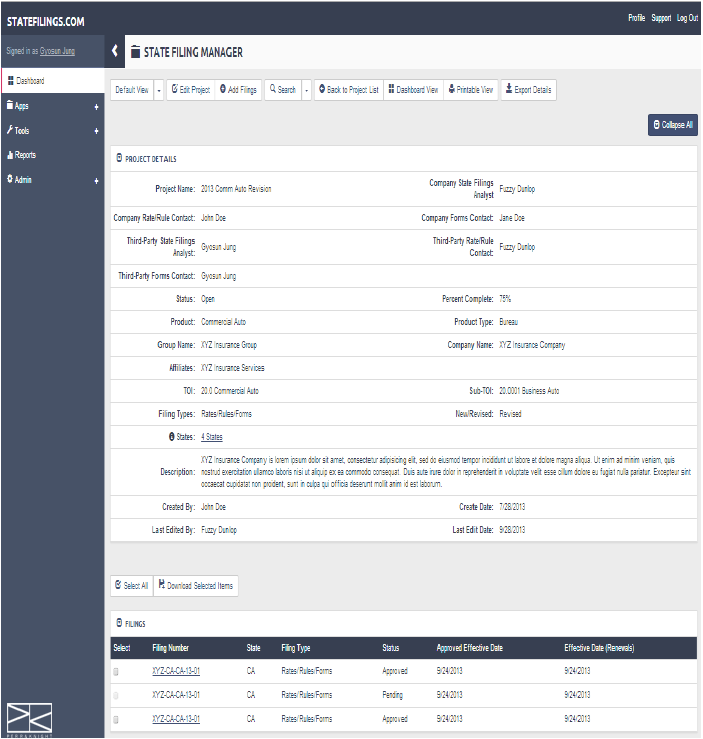 STATEFILINGS.COM
Profile Support Log Out
Signed in as Gyosun Jung
STATE FILING MANAGER
Dashboard
Apps +
Tools +
Reports
Admin +
Default View Edit Project Add Filings Search Back to Project List Dashboard View Printable View Export Details
Collapse All
PROJECT DETAILS
Project Name: 2013 Comm Auto Revision
Company State Filings
Analyst
Fuzzy Dunlop
Company Rate/Rule Contact: John Doe
Company Forms Contact: Jane Doe
Third-Party State Filings
Analyst:
Gyosun Jung
Third-Party Rate/Rule
Contact:
Fuzzy Dunlop
Third-Party Forms Contact: Gyosun Jung
Status: Open
Percent Complete: 75%
Product: Commercial Auto
Product Type: Bureau
Group Name: XYZ Insurance Group
Company Name: XYZ Insurance Company
Affiliates: XYZ Insurance Services
TOI: 20.0 Commercial Auto
Sub-TOI: 20.0001 Business Auto
Filing Types: Rates/Rules/Forms
New/Revised: Revised
States: 4 States
Description:
XYZ Insurance Company is lorem ipsum dolor sit amet, consectetur adipisicing elit, sed do eiusmod tempor incididunt ut labore et dolore magna aliqua. Ut enim ad minim veniam, quis
nostrud exercitation ullamco laboris nisi ut aliquip ex ea commodo consequat. Duis aute irure dolor in reprehenderit in voluptate velit esse cillum dolore eu fugiat nulla pariatur. Excepteur sint
occaecat cupidatat non proident, sunt in culpa qui officia deserunt mollit anim id est laborum.
Created By: John Doe
Create Date: 7/28/2013
Last Edited By: Fuzzy Dunlop
Last Edit Date: 9/28/2013
Select All Download Selected Items
FILINGS
Select Filing Number State Filing Type Status Approved Effective Date Effective Date (Renewals)
XYZ-CA-CA-13-01 CA Rates/Rules/Forms Approved 9/24/2013 9/24/2013
XYZ-CA-CA-13-01 CA Rates/Rules/Forms Pending 9/24/2013 9/24/2013
XYZ-CA-CA-13-01 CA Rates/Rules/Forms Approved 9/24/2013 9/24/2013
PERR&KNIGHT